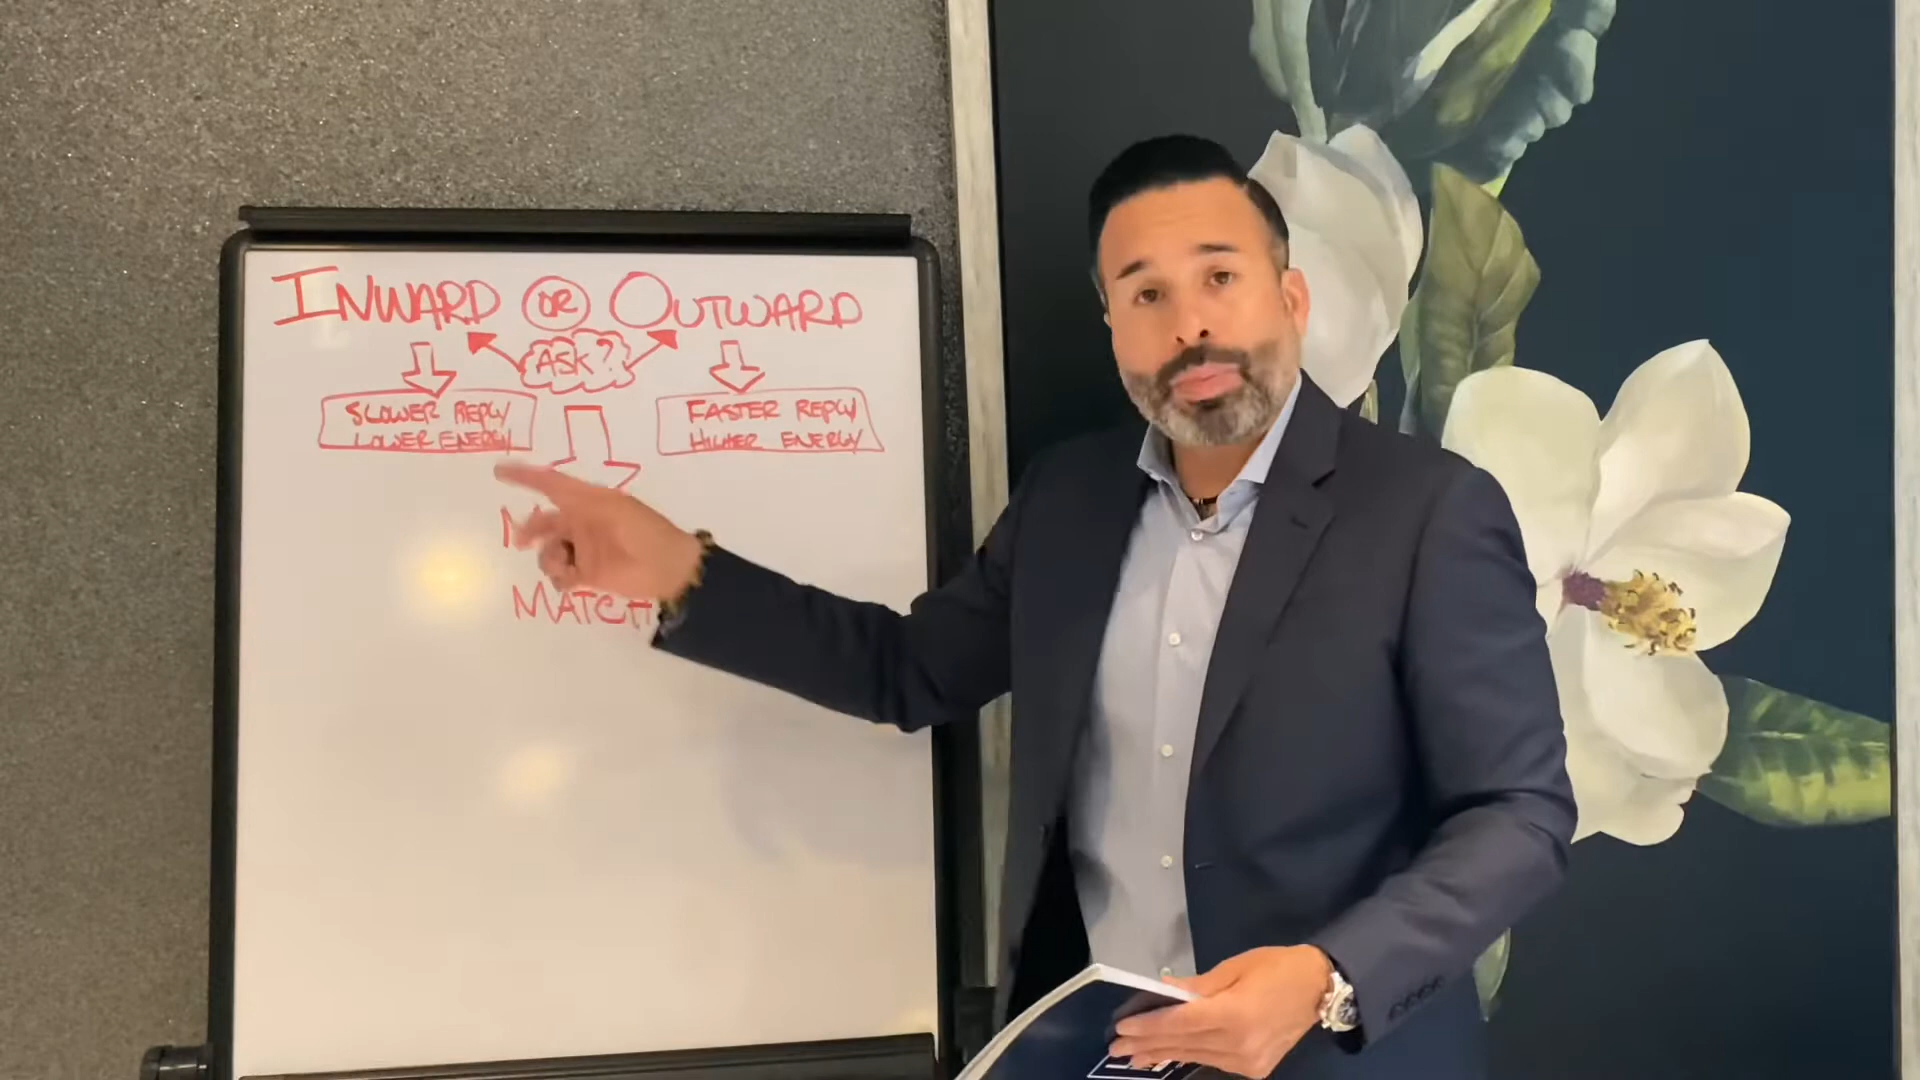 INWARD OR OUTWARD
ASK?
SLOWER REPLY
LOWER ENERGY
FASTER REPLY
HIGHER ENERGY
MATCH